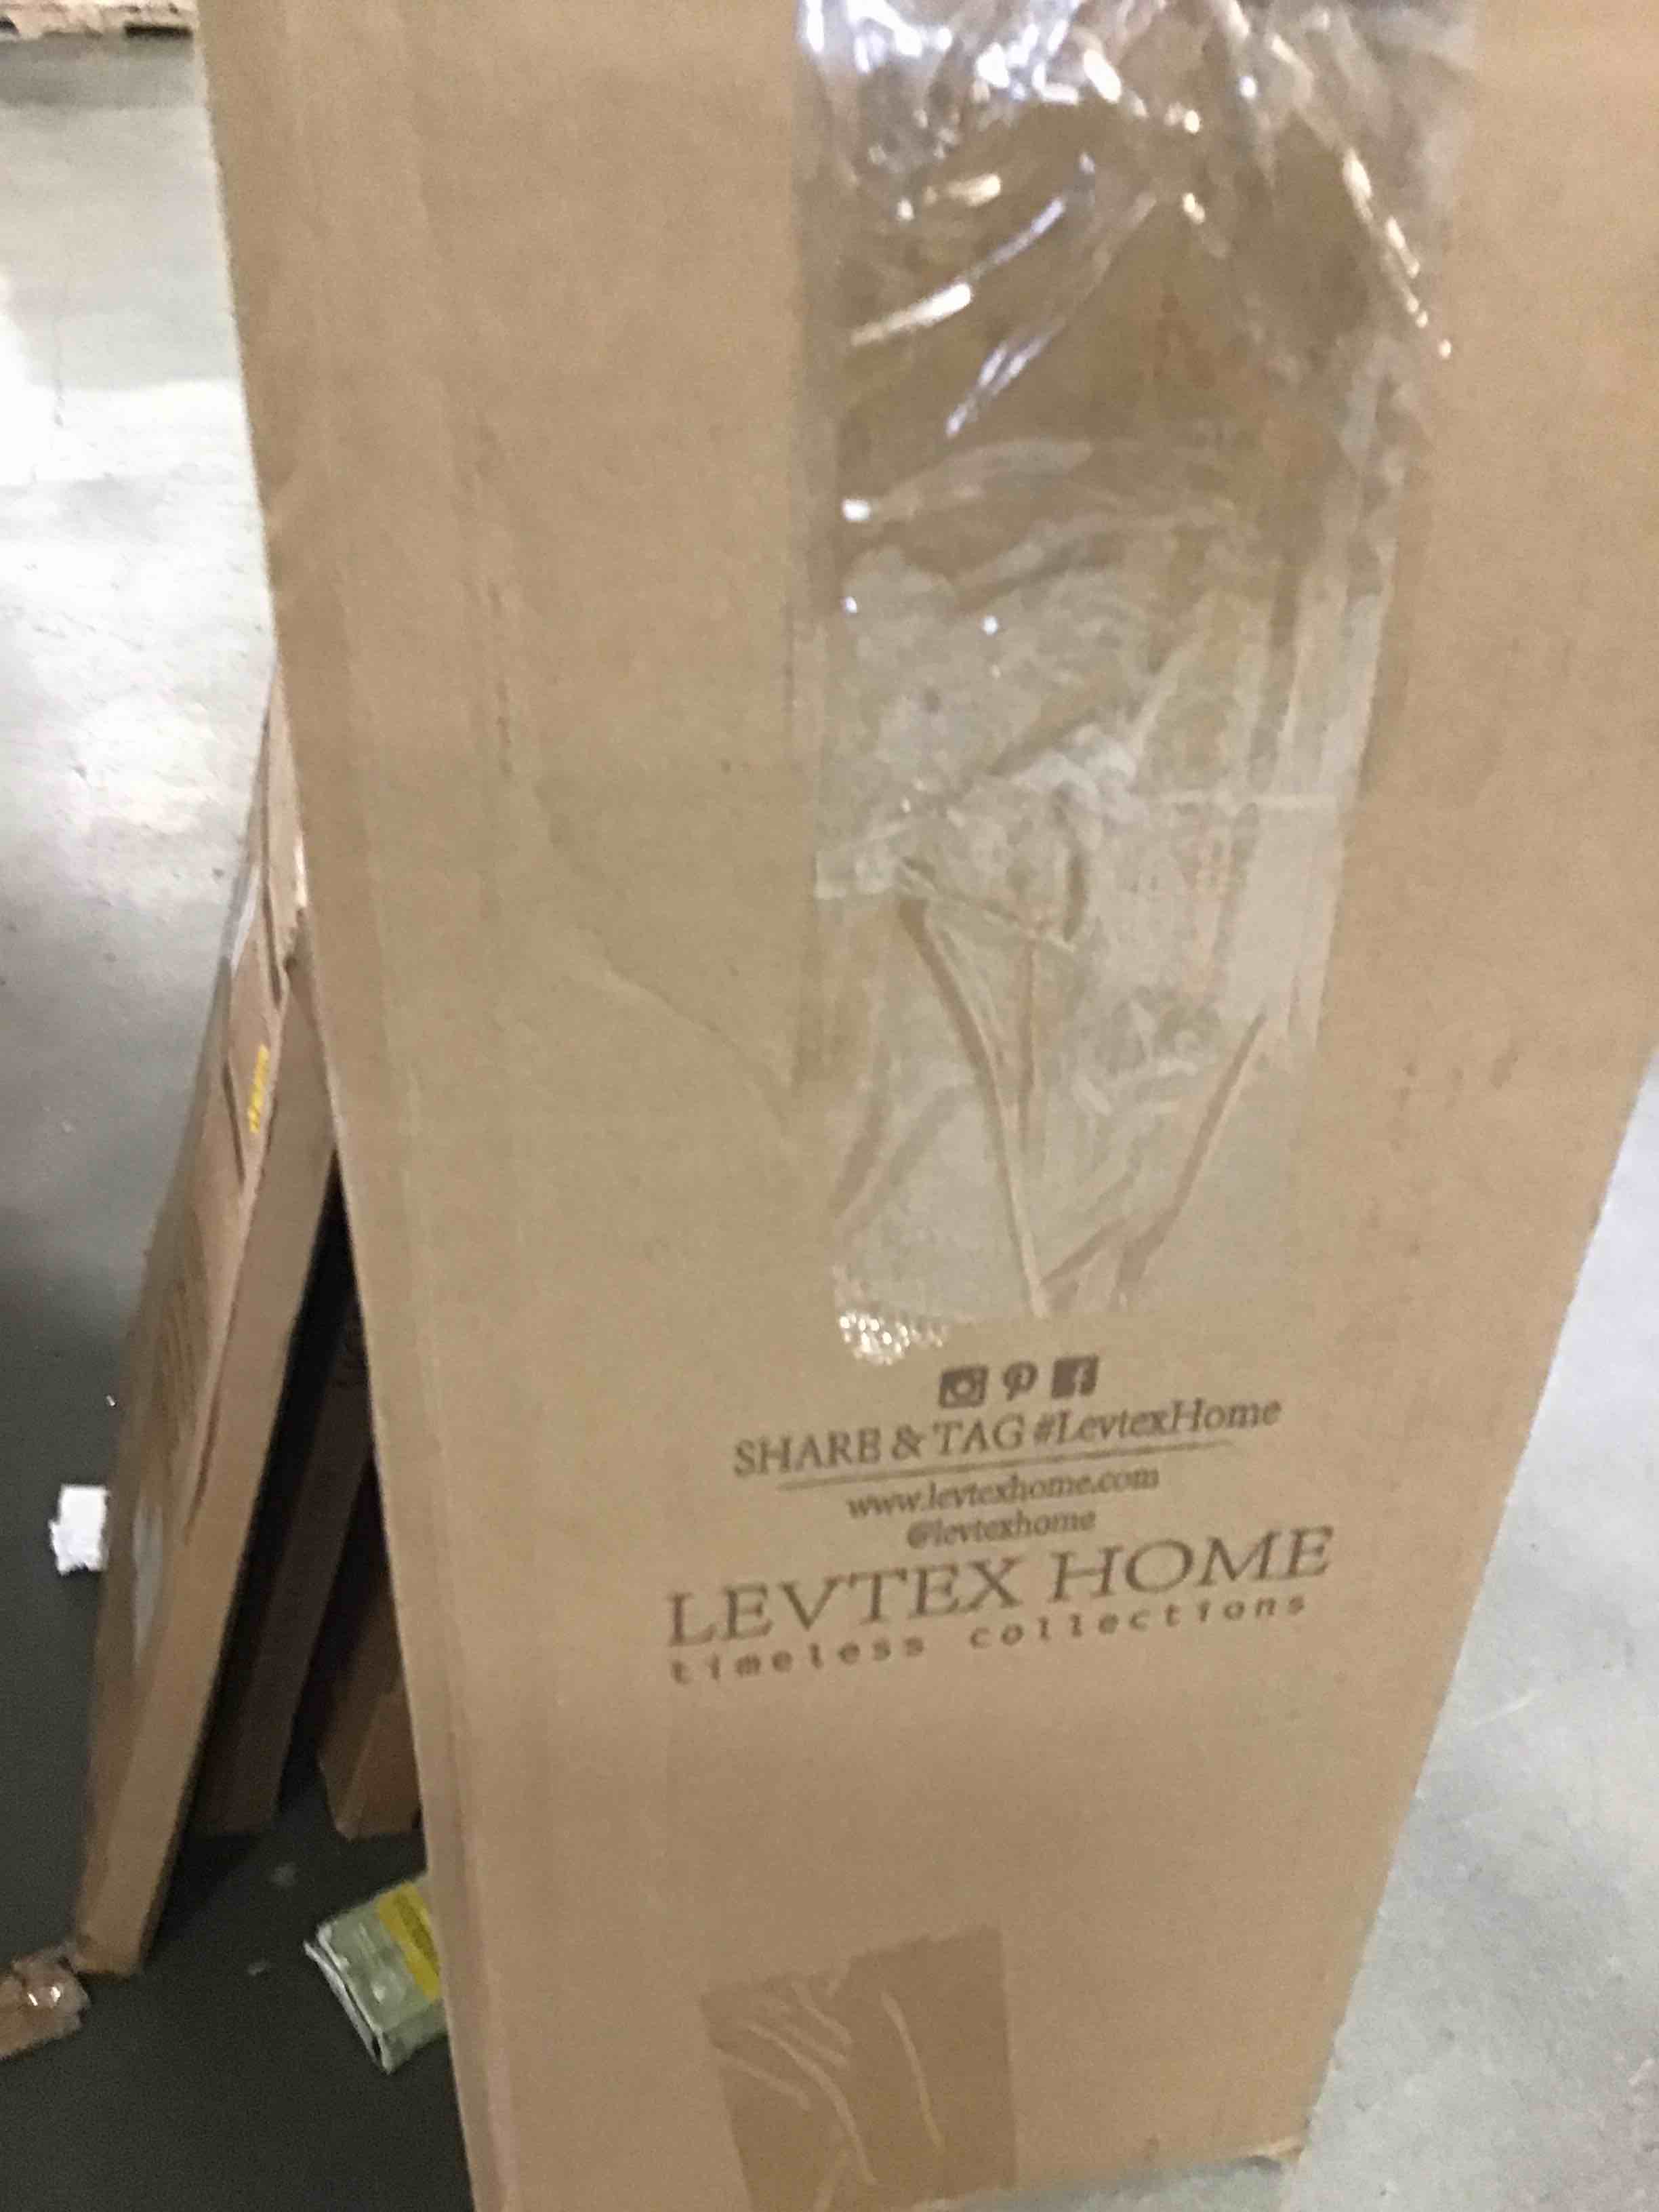 SHARE & TAG #LevtexHome
www.levtexhome.com
@levtexhome
LEVTEX HOME
timeless collections